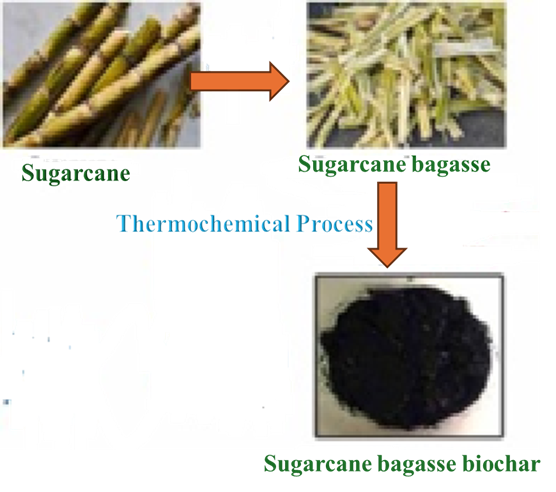 Sugarcane
Sugarcane bagasse
Thermochemical Process
Sugarcane bagasse biochar